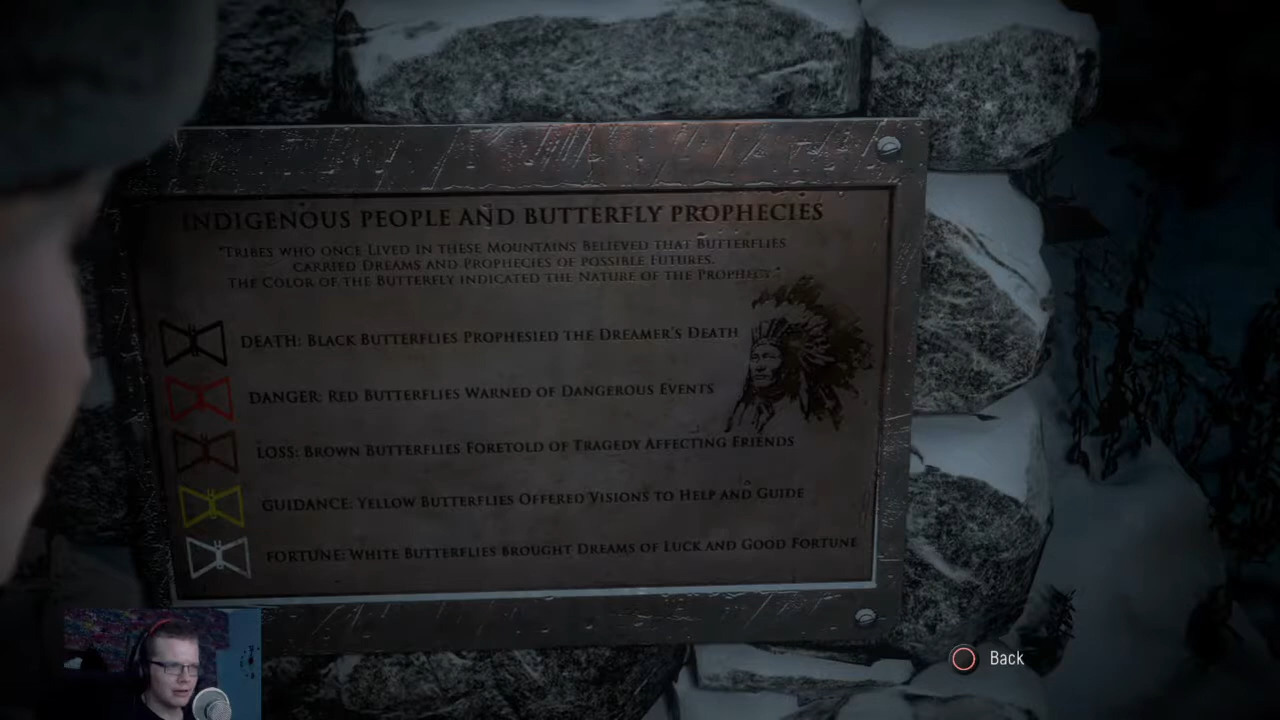 INDIGENOUS PEOPLE AND BUTTERFLY PROPHECIES
"TRIBES WHO ONCE LIVED IN THESE MOUNTAINS BELIEVED THAT BUTTERFLIES
CARRIED DREAMS AND PROPHECIES OF POSSIBLE FUTURES.
THE COLOR OF THE BUTTERFLY INDICATED THE NATURE OF THE PROPHECY."
DEATH: BLACK BUTTERFLIES PROPHESIED THE DREAMER'S DEATH
DANGER: RED BUTTERFLIES WARNED OF DANGEROUS EVENTS
LOSS: BROWN BUTTERFLIES FORETOLD OF TRAGEDY AFFECTING FRIENDS
GUIDANCE: YELLOW BUTTERFLIES OFFERED VISIONS TO HELP AND GUIDE
FORTUNE: WHITE BUTTERFLIES BROUGHT DREAMS OF LUCK AND GOOD FORTUNE
Back